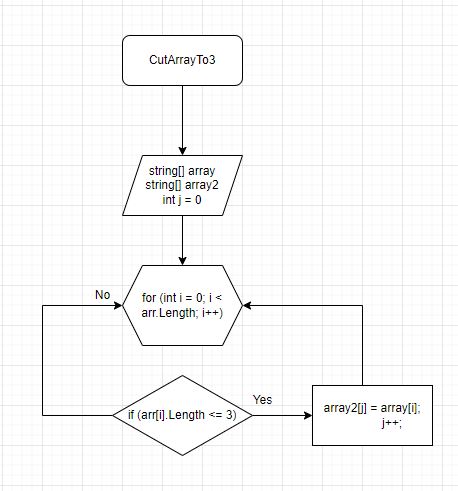 CutArrayTo3
string[] array
string[] array2
int j = 0
for (int i = 0; i <
arr.Length; i++)
No
if (arr[i].Length <= 3)
Yes
array2[j] = array[i];
j++;